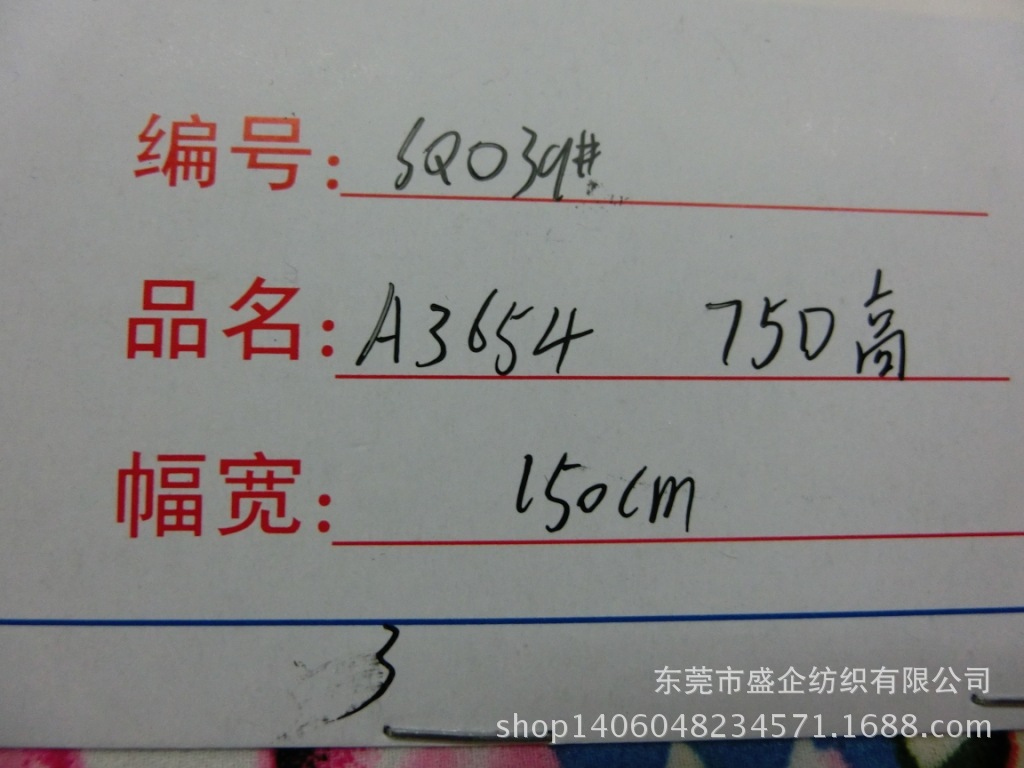 编号: SQ039#
品名: A3654 750高
幅宽: 150cm
3
东莞市盛企纺织有限公司
shop1406048234571.1688.com